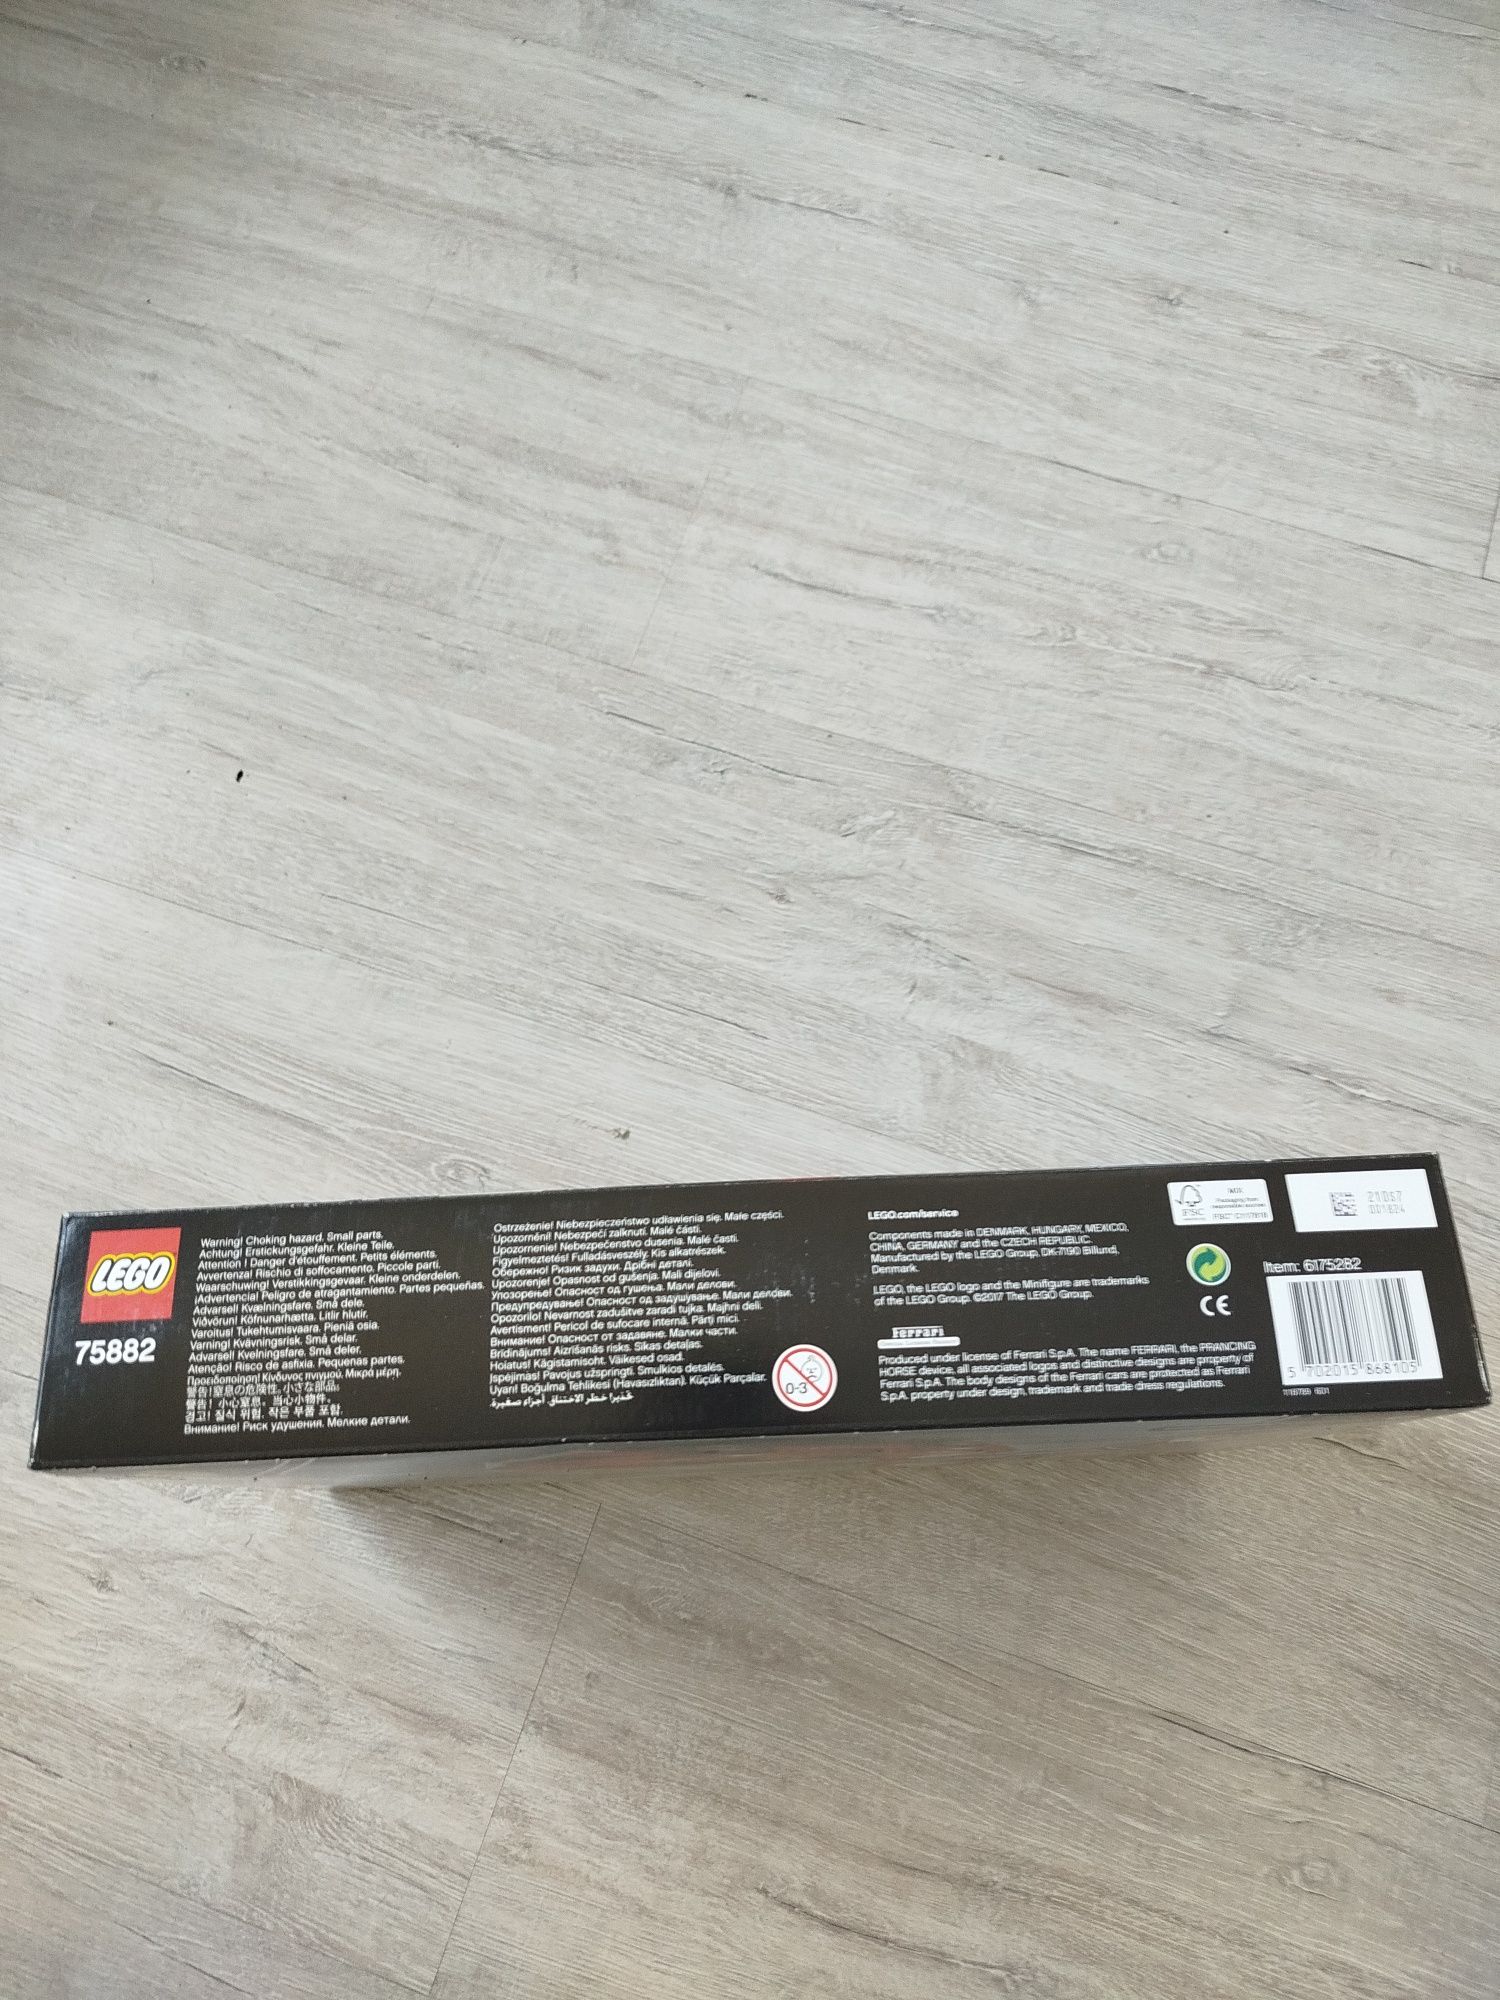 LEGO
75882
Warning! Choking hazard. Small parts.
Achtung! Erstickungsgefahr. Kleine Teile.
Attention ! Danger d'étouffement. Petits éléments.
Avvertenza! Rischio di soffocamento. Piccole parti.
Waarschuwing! Verstikkingsgevaar. Kleine onderdelen.
¡Advertencia! Peligro de atragantamiento. Partes pequeñas.
Advarsel! Kvælningsfare. Små dele.
Viðvörun! Köfnunarhætta. Litlir hlutir.
Varoitus! Tukehtumisvaara. Pieniä osia.
Varning! Kvävningsrisk. Små delar.
Advarsel! Kvelningsfare. Små deler.
Atenção! Risco de asfixia. Pequenas partes.
Προειδοποίηση! Κίνδυνος πνιγμού. Μικρά μέρη.
警告! 窒息の危険性。小さな部品。
警告! 小心窒息。当心小物件。
경고! 질식 위험. 작은 부품 포함.
Внимание! Риск удушения. Мелкие детали.
Ostrzeżenie! Niebezpieczeństwo udławienia się. Małe części.
Upozornění! Nebezpečí zalknutí. Malé části.
Upozornenie! Nebezpečenstvo dusenia. Malé časti.
Figyelmeztetés! Fulladásveszély. Kis alkatrészek.
Обережно! Ризик задухи. Дрібні деталі.
Upozorenje! Opasnost od gušenja. Mali dijelovi.
Упозорење! Опасност од гушења. Мали делови.
Предупредување! Опасност од задушување. Мали делови.
Opozorilo! Nevarnost zadušitve zaradi tujka. Majhni deli.
Avertisment! Pericol de sufocare internă. Părți mici.
Внимание! Опасност от задавяне. Малки части.
Brīdinājums! Aizrīšanās risks. Sīkas detaļas.
Hoiatus! Kägistamisoht. Väikesed osad.
Įspėjimas! Pavojus užspringti. Smulkios detalės.
Uyarı! Boğulma Tehlikesi (Havasızlıktan). Küçük Parçalar.
خطر الاختناق. أجزاء صغيرة.
0-3
LEGO.com/service
Components made in DENMARK, HUNGARY, MEXICO,
CHINA, GERMANY and the CZECH REPUBLIC.
Manufactured by the LEGO Group, DK-7190 Billund,
Denmark.
LEGO, the LEGO logo and the Minifigure are trademarks
of the LEGO Group. ©2017 The LEGO Group.
Ferrari
Produced under license of Ferrari S.p.A. The name FERRARI, the PRANCING
HORSE device, all associated logos and distinctive designs are property of
Ferrari S.p.A. The body designs of the Ferrari cars are protected as Ferrari
S.p.A. property under design, trademark and trade dress regulations.
FSC
MIX
Packaging from
responsible sources
FSC® C117818
CE
21D57
001824
Item: 6175282
5 702015 868105